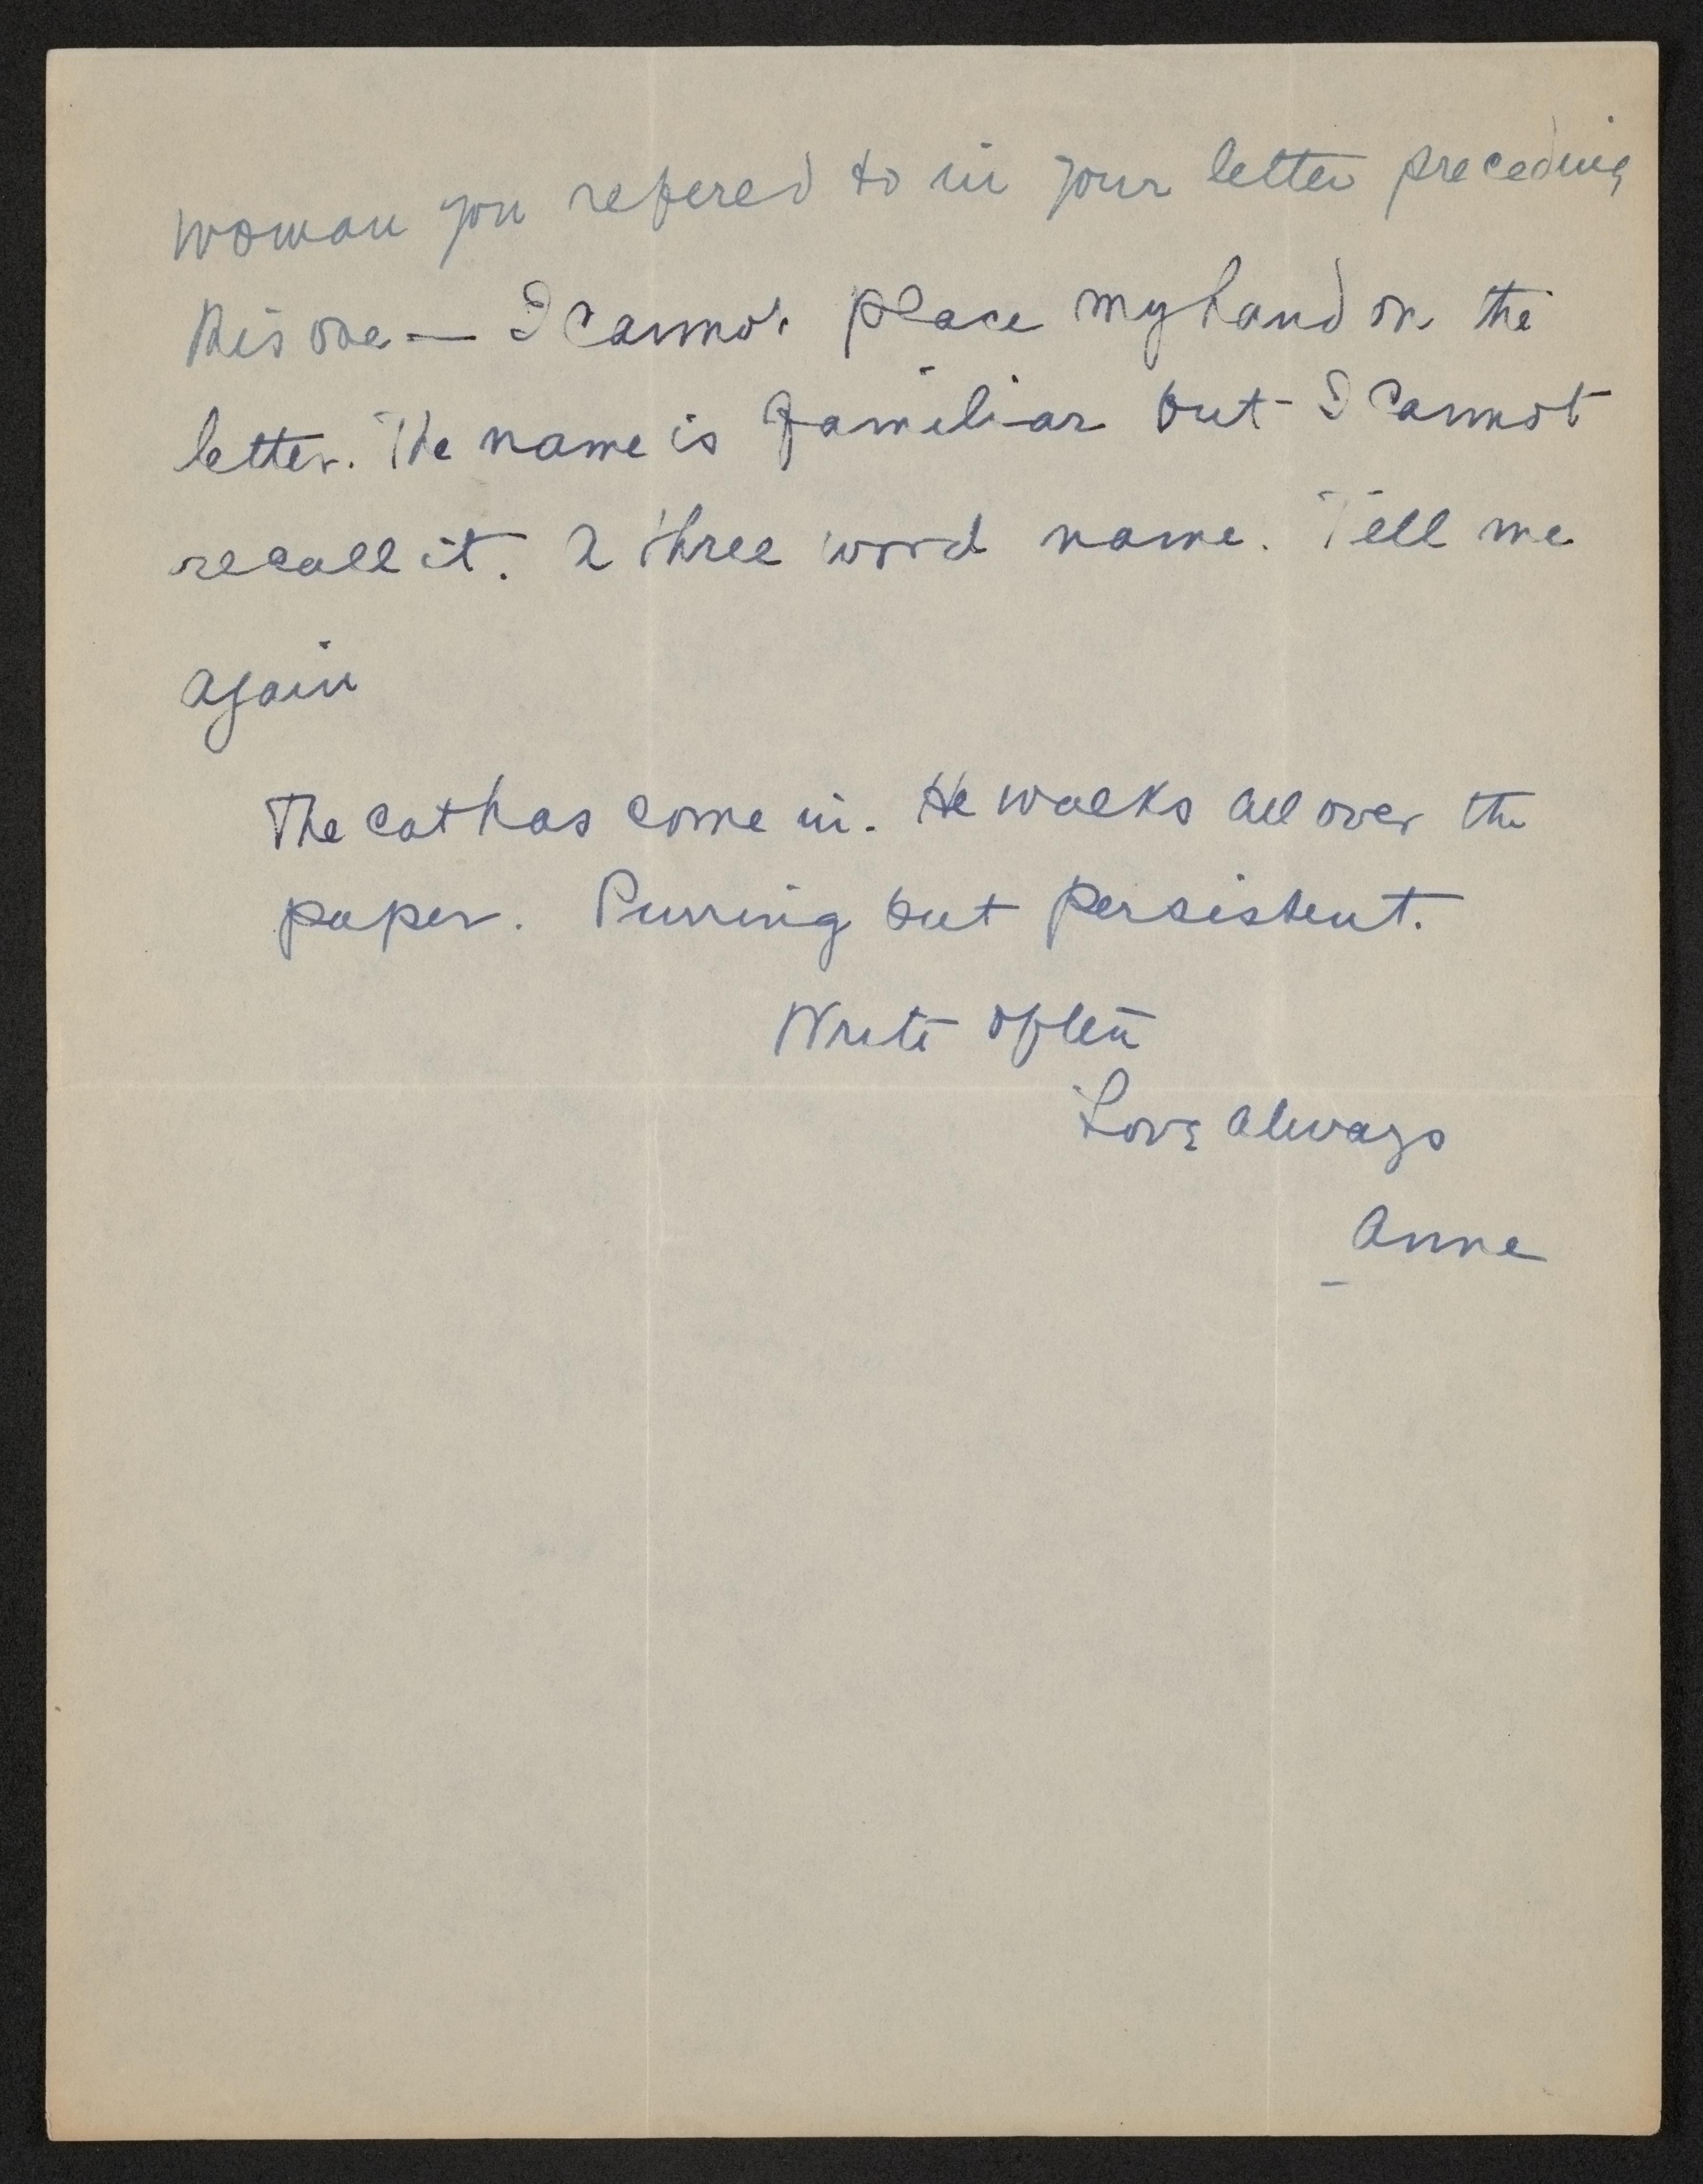 woman you refered to in your letter preceding
this one — I cannot place my hand on the
letter. The name is familiar but I cannot
recall it. A three word name. Tell me
again
The cat has come in. He walks all over the
paper. Purring but persistent.
Write often
Love always
Anne